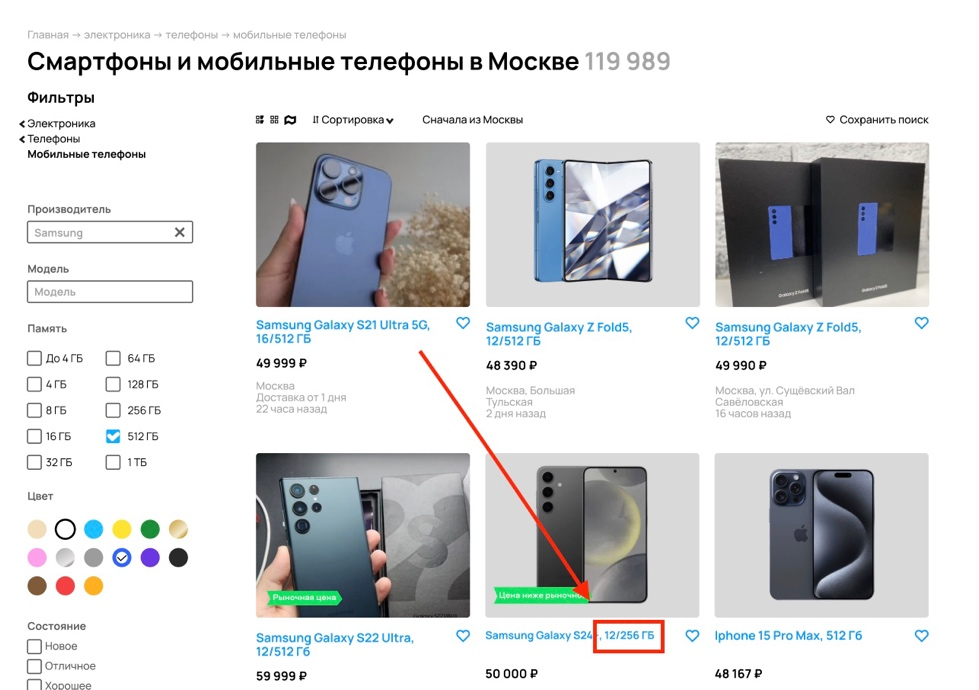 Главная → электроника → телефоны → мобильные телефоны
Смартфоны и мобильные телефоны в Москве 119 989
Фильтры
Электроника
Телефоны
Мобильные телефоны
Сортировка
Сначала из Москвы
Сохранить поиск
Производитель
Samsung
Модель
Модель
Память
До 4 ГБ
64 ГБ
4 ГБ
128 ГБ
8 ГБ
256 ГБ
16 ГБ
512 ГБ
32 ГБ
1 ТБ
Цвет
Состояние
Новое
Отличное
Хорошее
Samsung Galaxy S21 Ultra 5G,
16/512 ГБ
49 999 ₽
Москва
Доставка от 1 дня
22 часа назад
Samsung Galaxy Z Fold5,
12/512 ГБ
48 390 ₽
Москва, Большая
Тульская
2 дня назад
Galaxy Z Fold5
Galaxy Z Fold5
Samsung Galaxy Z Fold5,
12/512 ГБ
49 990 ₽
Москва, ул. Сущёвский Вал
Савёловская
16 часов назад
Рыночная цена
Samsung Galaxy S22 Ultra,
12/512 Гб
59 999 ₽
Цена ниже рыночной
Samsung Galaxy S24+, 12/256 ГБ
50 000 ₽
Iphone 15 Pro Max, 512 Гб
48 167 ₽